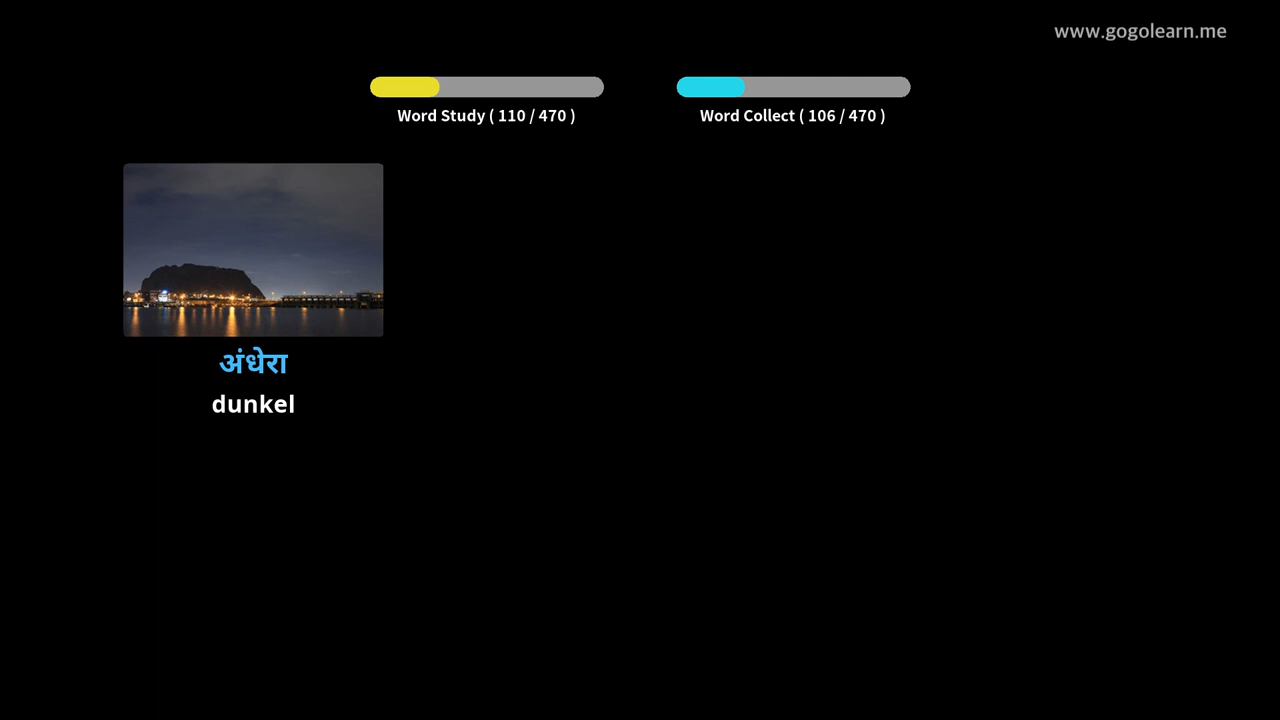 www.gogolearn.me
Word Study ( 110 / 470 )
Word Collect ( 106 / 470 )
अंधेरा
dunkel